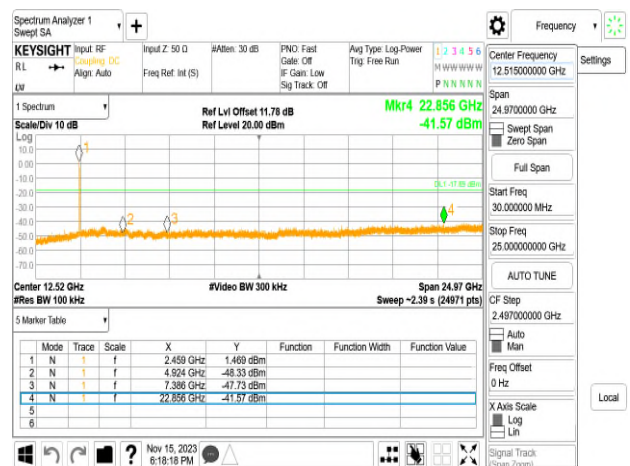 Spectrum Analyzer 1
Swept SA
Frequency
KEYSIGHT
Input: RF
Input Z: 50 Ω
#Atten: 30 dB
PNO: Fast
Avg Type: Log-Power
1 2 3 4 5 6
RL
Coupling: DC
Gate: Off
Trig: Free Run
Align: Auto
Freq Ref: Int (S)
IF Gain: Low
M W W W W W
Sig Track: Off
P N N N N N
Center Frequency
12.515000000 GHz
Settings
1 Spectrum
Ref Lvl Offset 11.78 dB
Mkr4 22.856 GHz
Scale/Div 10 dB
Ref Level 20.00 dBm
-41.57 dBm
Log
10.0
0.00
-10.0
-20.0
-30.0
-40.0
-50.0
-60.0
-70.0
1
2
3
4
Center 12.52 GHz
#Video BW 300 kHz
Span 24.97 GHz
#Res BW 100 kHz
Sweep ~2.39 s (24971 pts)
Span
24.9700000 GHz
Swept Span
Zero Span
Full Span
Start Freq
30.000000 MHz
Stop Freq
25.000000000 GHz
AUTO TUNE
CF Step
2.497000000 GHz
Auto
Man
Freq Offset
0 Hz
X Axis Scale
Log
Lin
Local
Signal Track
(Span Zoom)
5 Marker Table
Mode Trace Scale X Y Function Function Width Function Value
1 N 1 f 2.459 GHz 1.469 dBm
2 N 1 f 4.924 GHz -48.33 dBm
3 N 1 f 7.386 GHz -47.73 dBm
4 N 1 f 22.856 GHz -41.57 dBm
5
6
?
Nov 15, 2023
6:18:18 PM